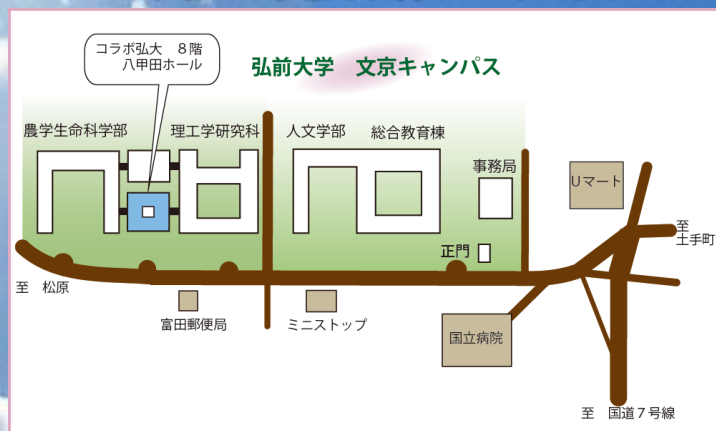 コラボ弘大　８階
八甲田ホール
弘前大学　文京キャンパス
農学生命科学部
理工学研究科
人文学部
総合教育棟
事務局
Uマート
至
土手町
正門
至　松原
富田郵便局
ミニストップ
国立病院
至　国道７号線